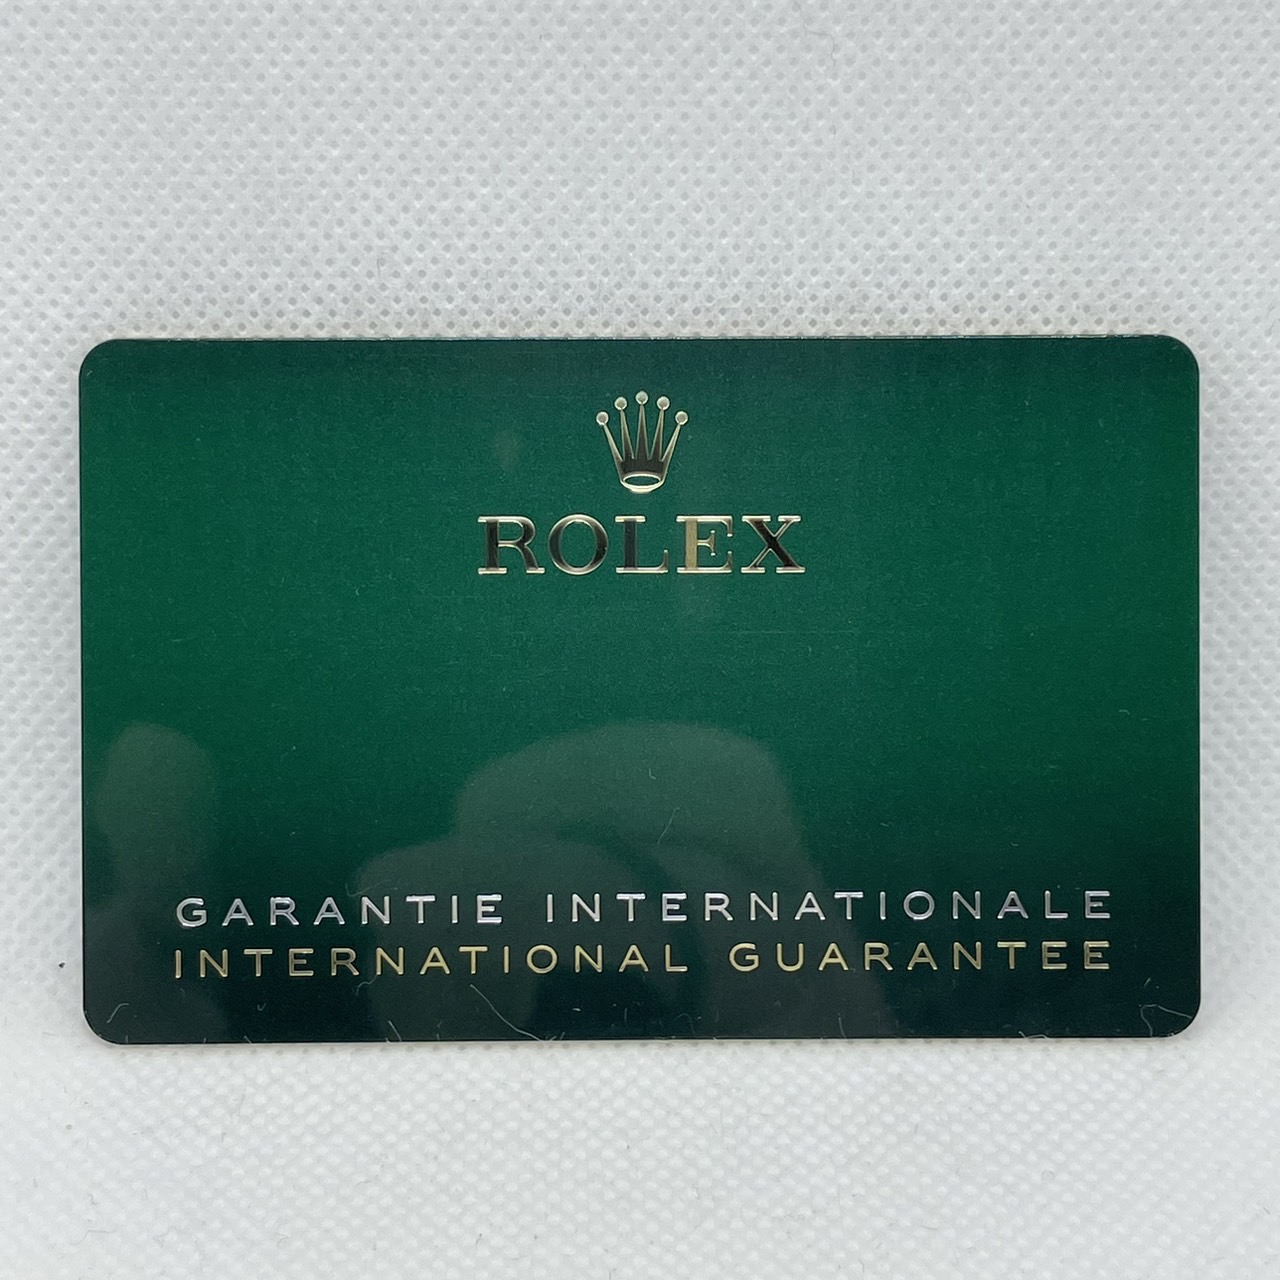 ROLEX
GARANTIE INTERNATIONALE
INTERNATIONAL GUARANTEE